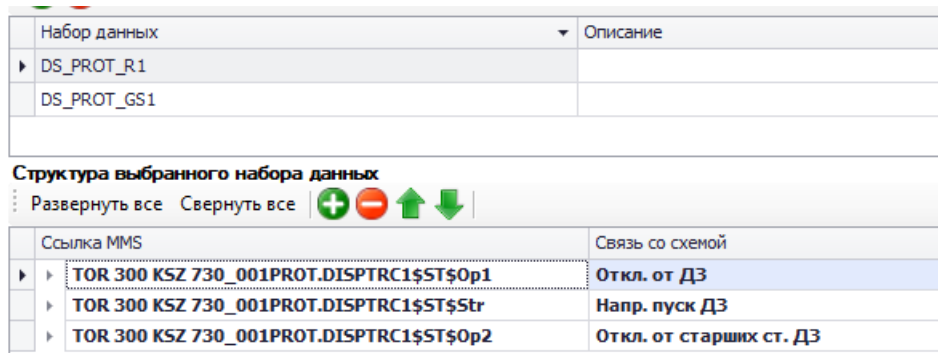 Набор данных Описание
DS_PROT_R1
DS_PROT_GS1
Структура выбранного набора данных
Развернуть все Свернуть все
Ссылка MMS Связь со схемой
TOR 300 KSZ 730_001PROT.DISPTRC1$ST$Op1 Откл. от ДЗ
TOR 300 KSZ 730_001PROT.DISPTRC1$ST$Str Напр. пуск ДЗ
TOR 300 KSZ 730_001PROT.DISPTRC1$ST$Op2 Откл. от старших ст. ДЗ